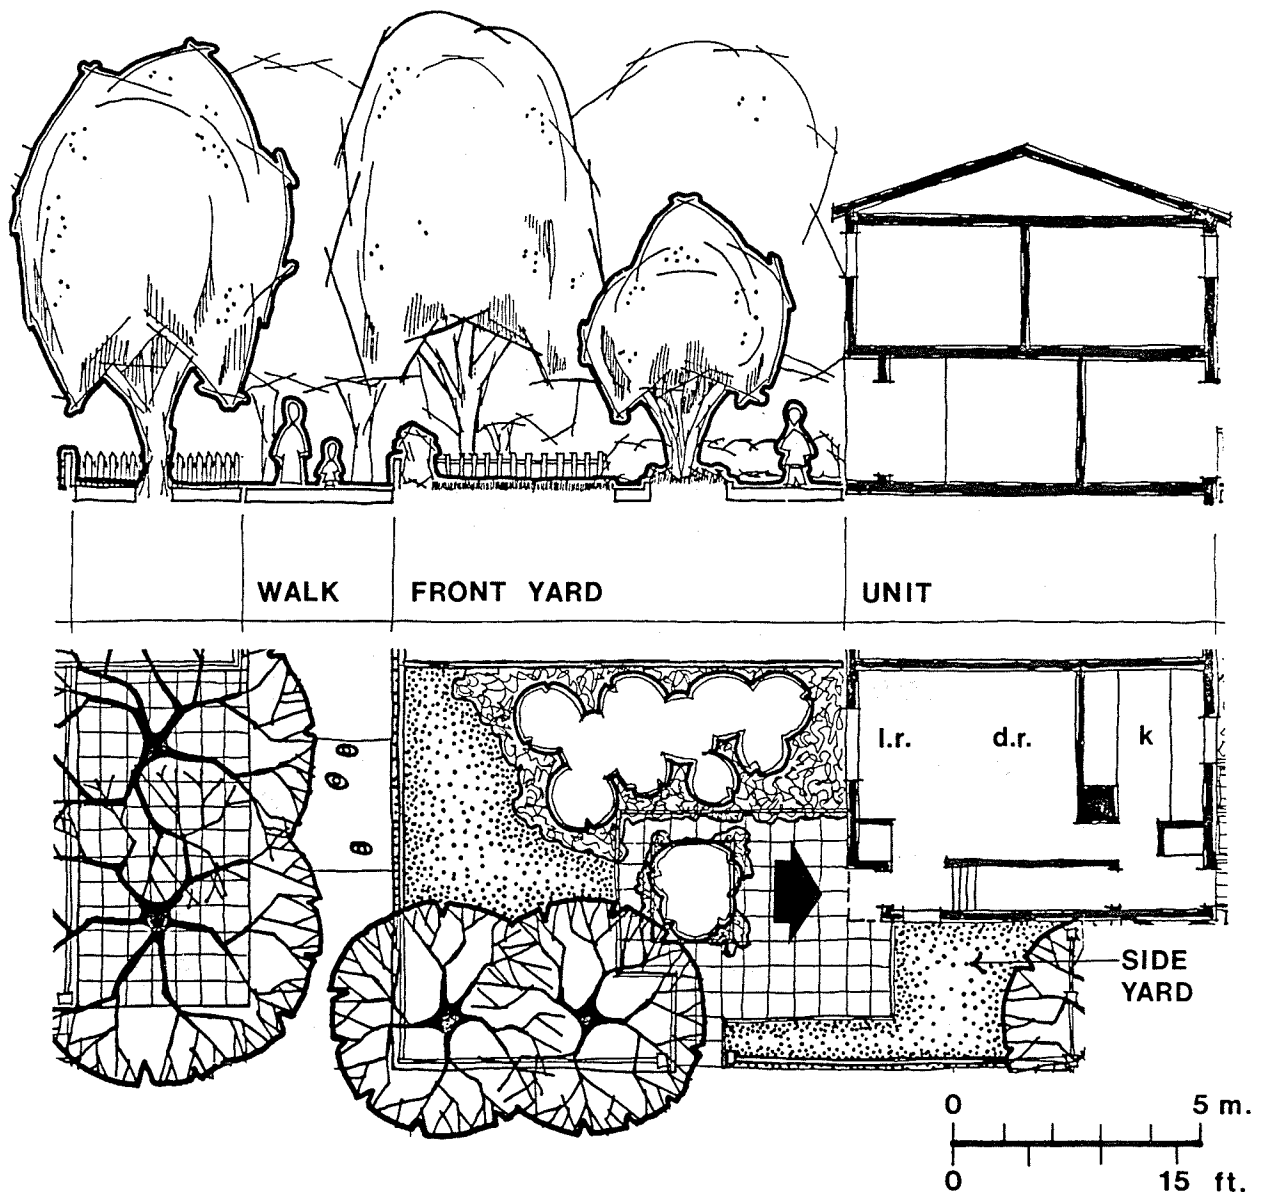 WALK
FRONT YARD
UNIT
l.r.
d.r.
k
SIDE
YARD
0
5 m.
0
15 ft.